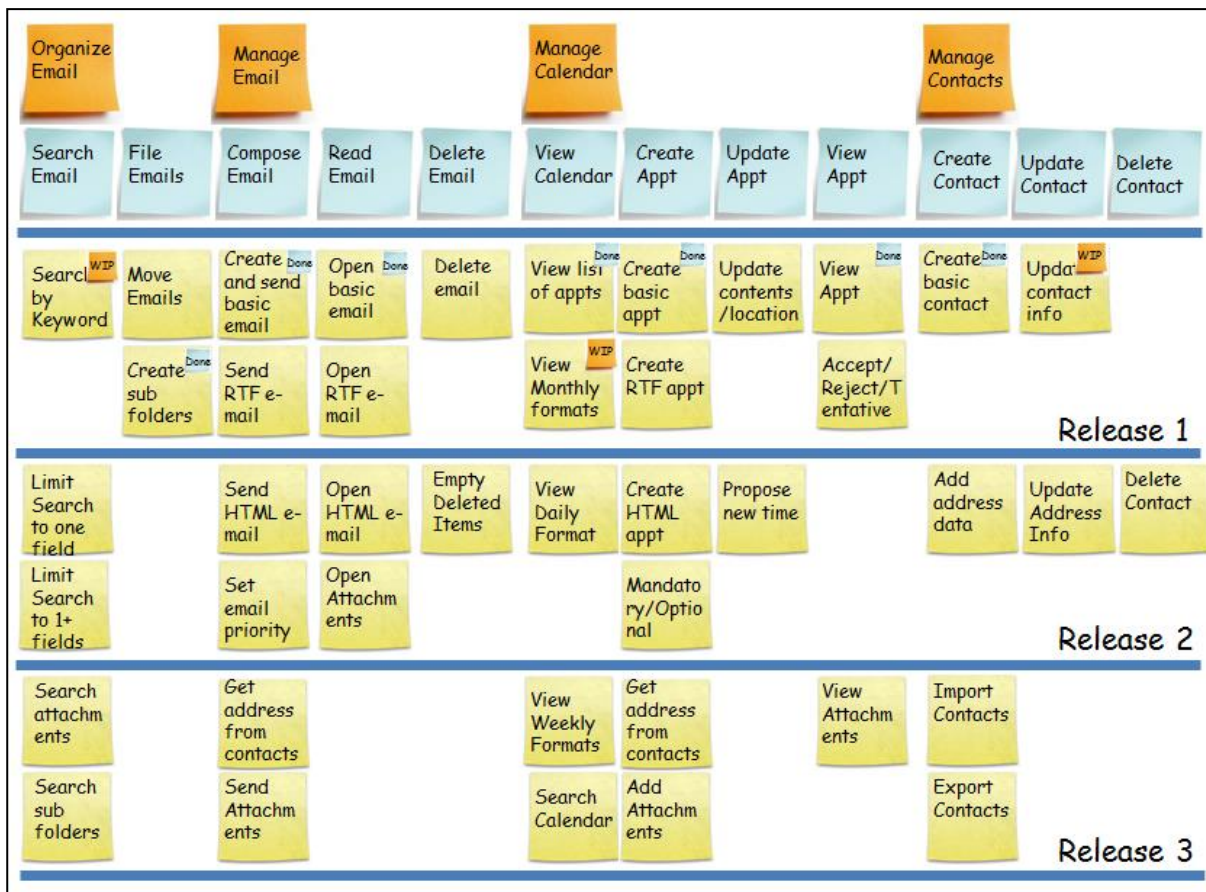 Organize
Email
Manage
Email
Manage
Calendar
Manage
Contacts
Search
Email
File
Emails
Compose
Email
Read
Email
Delete
Email
View
Calendar
Create
Appt
Update
Appt
View
Appt
Create
Contact
Update
Contact
Delete
Contact
Search
WIP
by
Keyword
Move
Emails
Create
Done
and send
basic
email
Open
Done
basic
email
Delete
email
View list
Done
of appts
Create
Done
basic
appt
Update
contents
/location
View
Done
Appt
Create
Done
basic
contact
Update
WIP
contact
info
Create
Done
sub
folders
Send
RTF e-
mail
Open
RTF e-
mail
View
WIP
Monthly
formats
Create
RTF appt
Accept/
Reject/T
entative
Release 1
Limit
Search
to one
field
Send
HTML e-
mail
Open
HTML e-
mail
Empty
Deleted
Items
View
Daily
Format
Create
HTML
appt
Propose
new time
Add
address
data
Update
Address
Info
Delete
Contact
Limit
Search
to 1+
fields
Set
email
priority
Open
Attachm
ents
Mandato
ry/Optio
nal
Release 2
Search
attachm
ents
Get
address
from
contacts
View
Weekly
Formats
Get
address
from
contacts
View
Attachm
ents
Import
Contacts
Search
sub
folders
Send
Attachm
ents
Search
Calendar
Add
Attachm
ents
Export
Contacts
Release 3